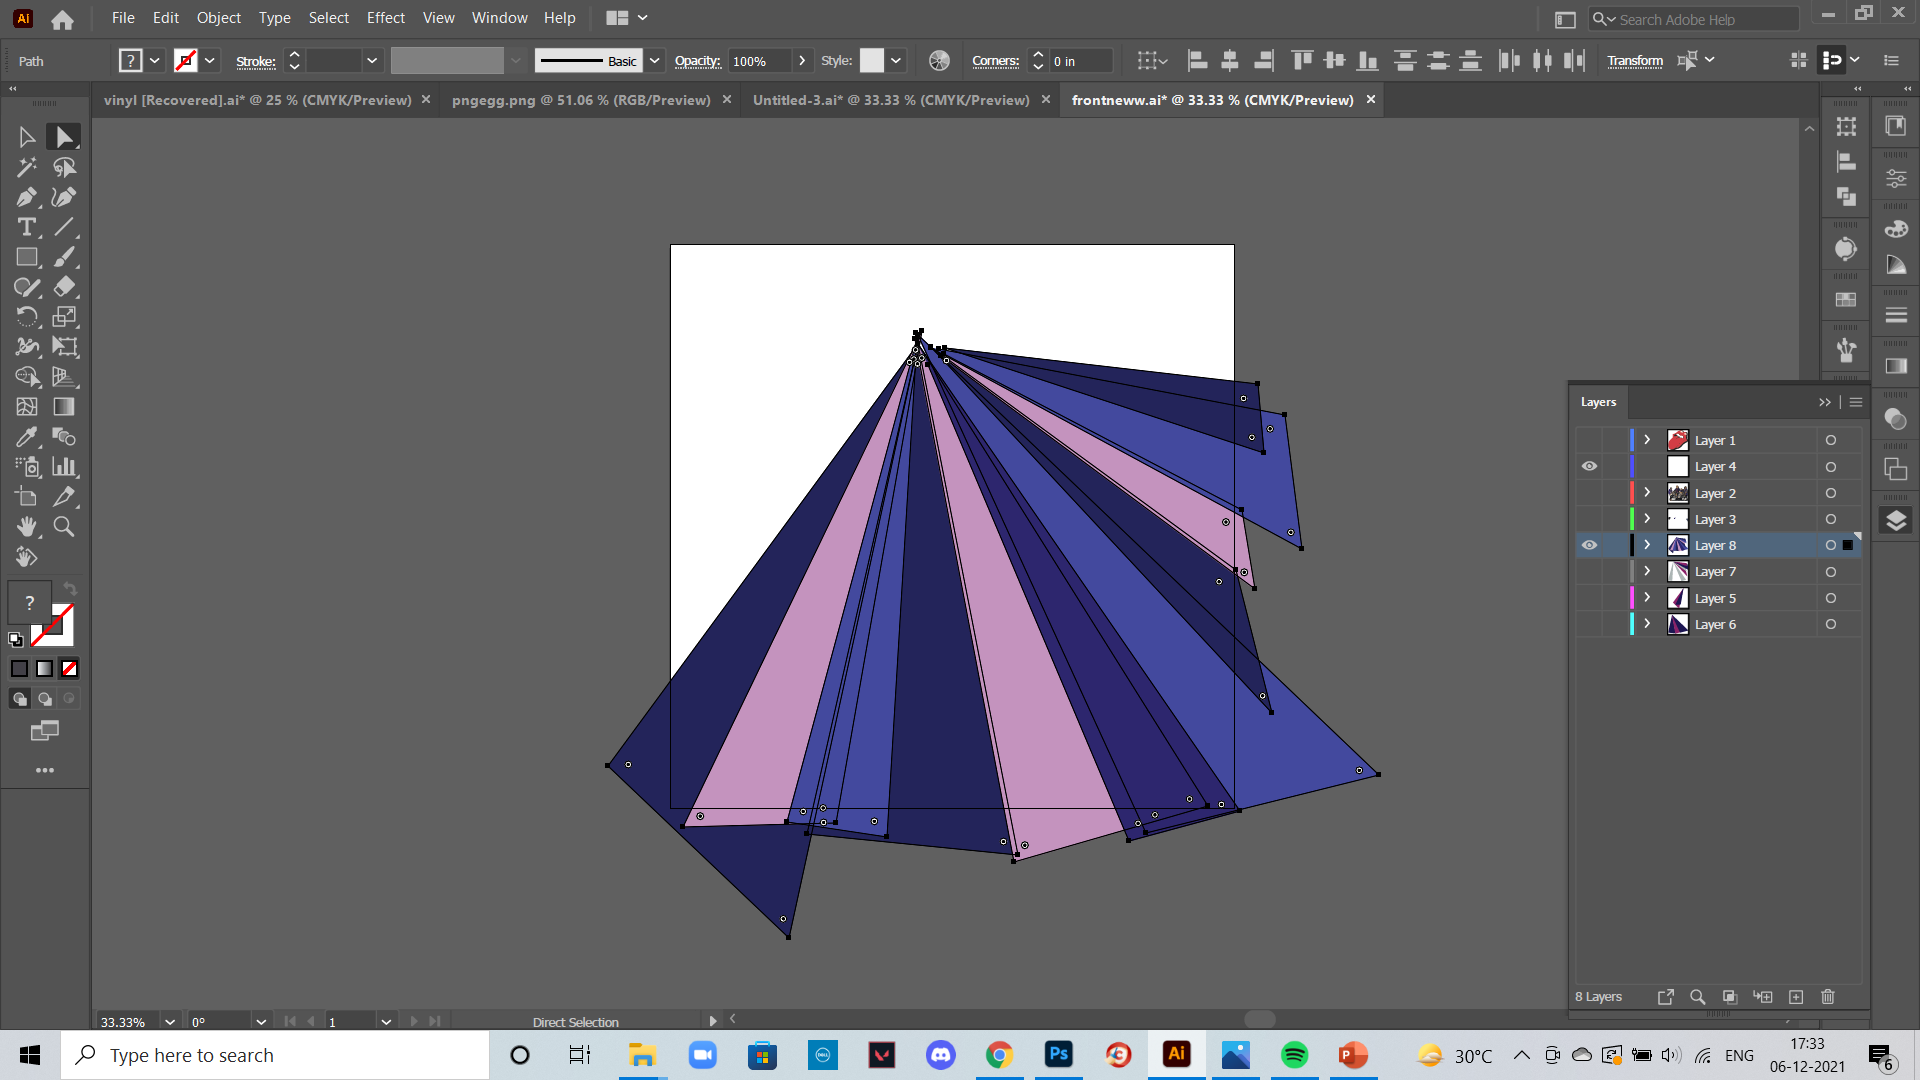 Ai File Edit Object Type Select Effect View Window Help Search Adobe Help
Path ? Stroke: Basic Opacity: 100% Style: Corners: 0 in Transform
vinyl [Recovered].ai* @ 25 % (CMYK/Preview) × pngegg.png @ 51.06 % (RGB/Preview) × Untitled-3.ai* @ 33.33 % (CMYK/Preview) × frontneww.ai* @ 33.33 % (CMYK/Preview) ×
T
?
Layers
Layer 1
Layer 4
Layer 2
Layer 3
Layer 8
Layer 7
Layer 5
Layer 6
8 Layers
33.33% 0° 1 Direct Selection
Type here to search
DELL
Ps
Ai
P
30°C
ENG
17:33
06-12-2021
6